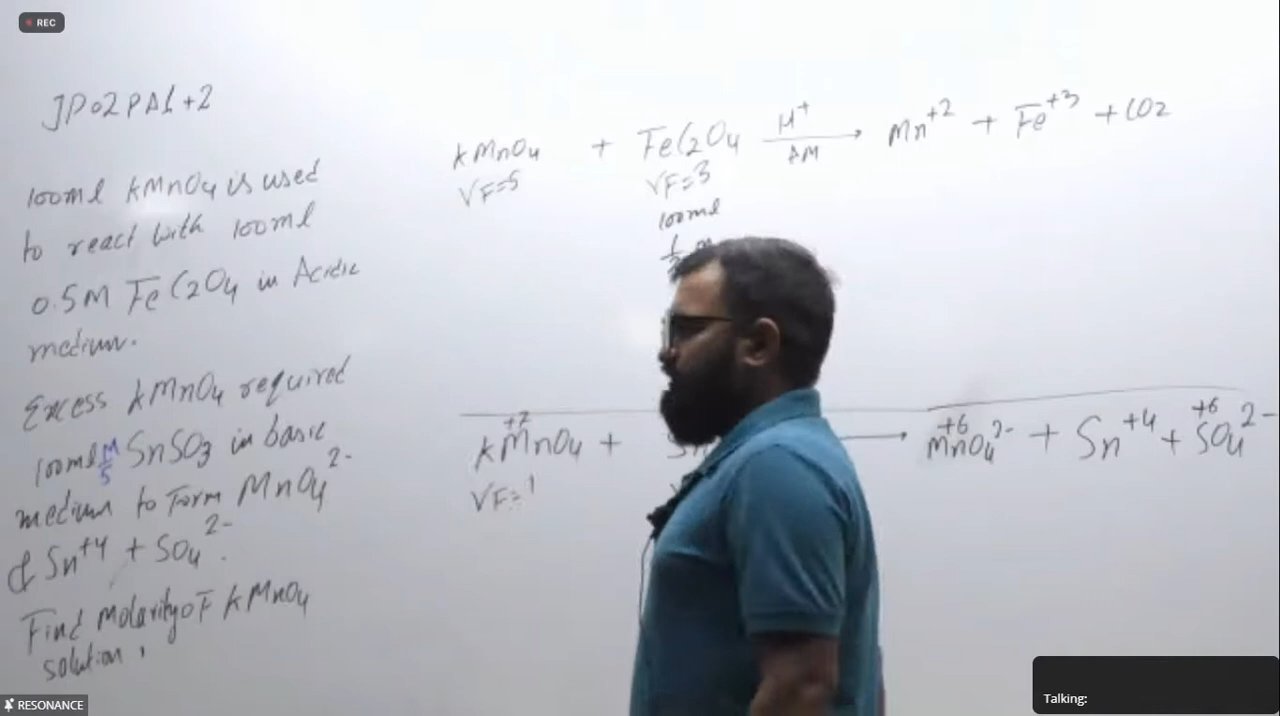 REC
JP02PA1+2
100ml KMnO4 is used
to react with 100ml
0.5M FeC2O4 in Acidic
medium.
Excess KMnO4 required
100ml M/5 SnSO3 in basic
medium to Form MnO4^2-
& Sn^+4 + SO4^2-.
Find Molarity of KMnO4
solution.
KMnO4 + FeC2O4 H+ → Mn^+2 + Fe^+3 + CO2
VF=5 VF=3
100ml
+7 +6 +6
KMnO4 + → MnO4^2- + Sn^+4 + SO4^2-
VF=1
Talking:
RESONANCE